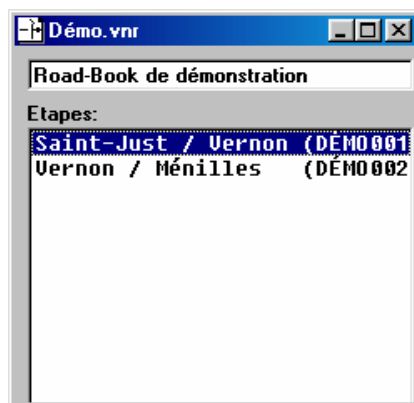 Démo.vnr
Road-Book de démonstration
Etapes:
Saint-Just / Vernon (DÉMO001
Vernon / Ménilles (DÉMO002